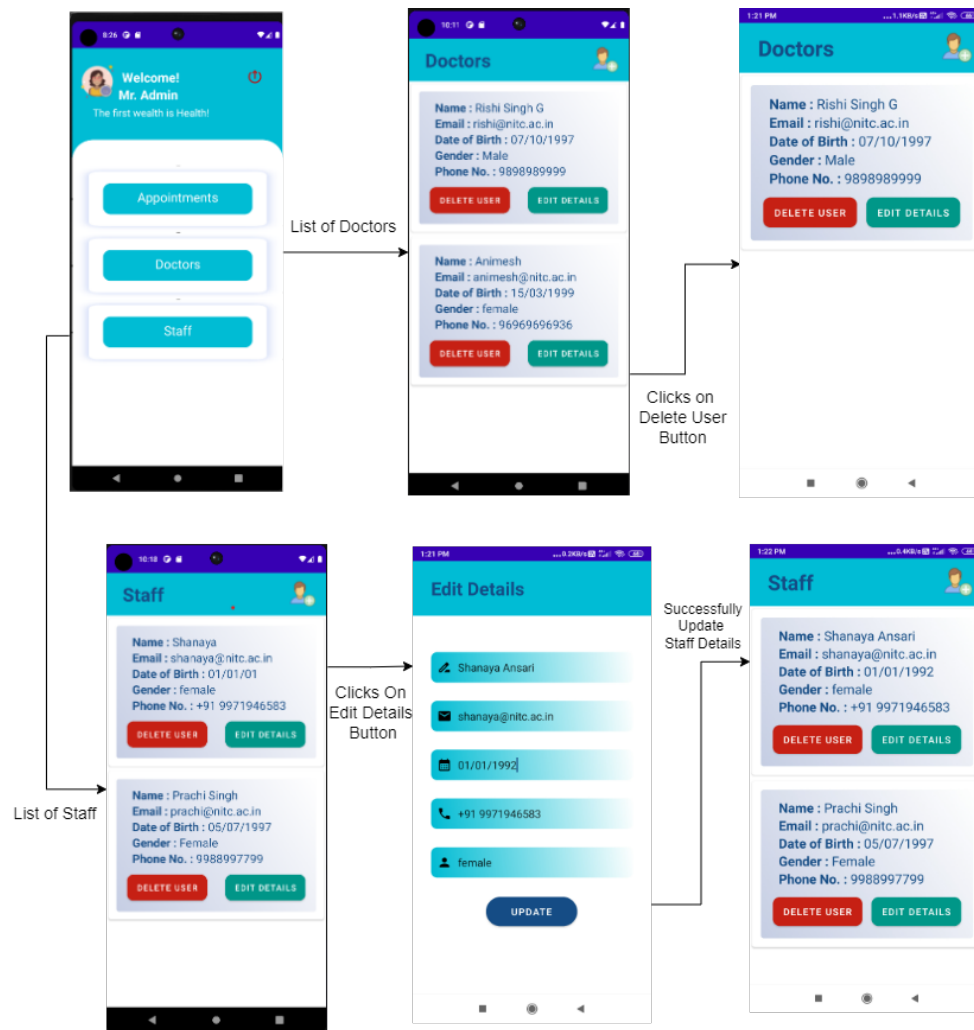 8:26
Welcome!
Mr. Admin
The first wealth is Health!
Appointments
Doctors
Staff
List of Doctors
10:11
Doctors
Name : Rishi Singh G
Email : rishi@nitc.ac.in
Date of Birth : 07/10/1997
Gender : Male
Phone No. : 9898989999
DELETE USER
EDIT DETAILS
Name : Animesh
Email : animesh@nitc.ac.in
Date of Birth : 15/03/1999
Gender : female
Phone No. : 96969696936
DELETE USER
EDIT DETAILS
Clicks on
Delete User
Button
1:21 PM
...1.1KB/s
Doctors
Name : Rishi Singh G
Email : rishi@nitc.ac.in
Date of Birth : 07/10/1997
Gender : Male
Phone No. : 9898989999
DELETE USER
EDIT DETAILS
List of Staff
10:18
Staff
Name : Shanaya
Email : shanaya@nitc.ac.in
Date of Birth : 01/01/01
Gender : female
Phone No. : +91 9971946583
DELETE USER
EDIT DETAILS
Name : Prachi Singh
Email : prachi@nitc.ac.in
Date of Birth : 05/07/1997
Gender : Female
Phone No. : 9988997799
DELETE USER
EDIT DETAILS
Clicks On
Edit Details
Button
1:21 PM
...0.2KB/s
Edit Details
Shanaya Ansari
shanaya@nitc.ac.in
01/01/1992
+91 9971946583
female
UPDATE
Successfully
Update
Staff Details
1:22 PM
...0.4KB/s
Staff
Name : Shanaya Ansari
Email : shanaya@nitc.ac.in
Date of Birth : 01/01/1992
Gender : female
Phone No. : +91 9971946583
DELETE USER
EDIT DETAILS
Name : Prachi Singh
Email : prachi@nitc.ac.in
Date of Birth : 05/07/1997
Gender : Female
Phone No. : 9988997799
DELETE USER
EDIT DETAILS